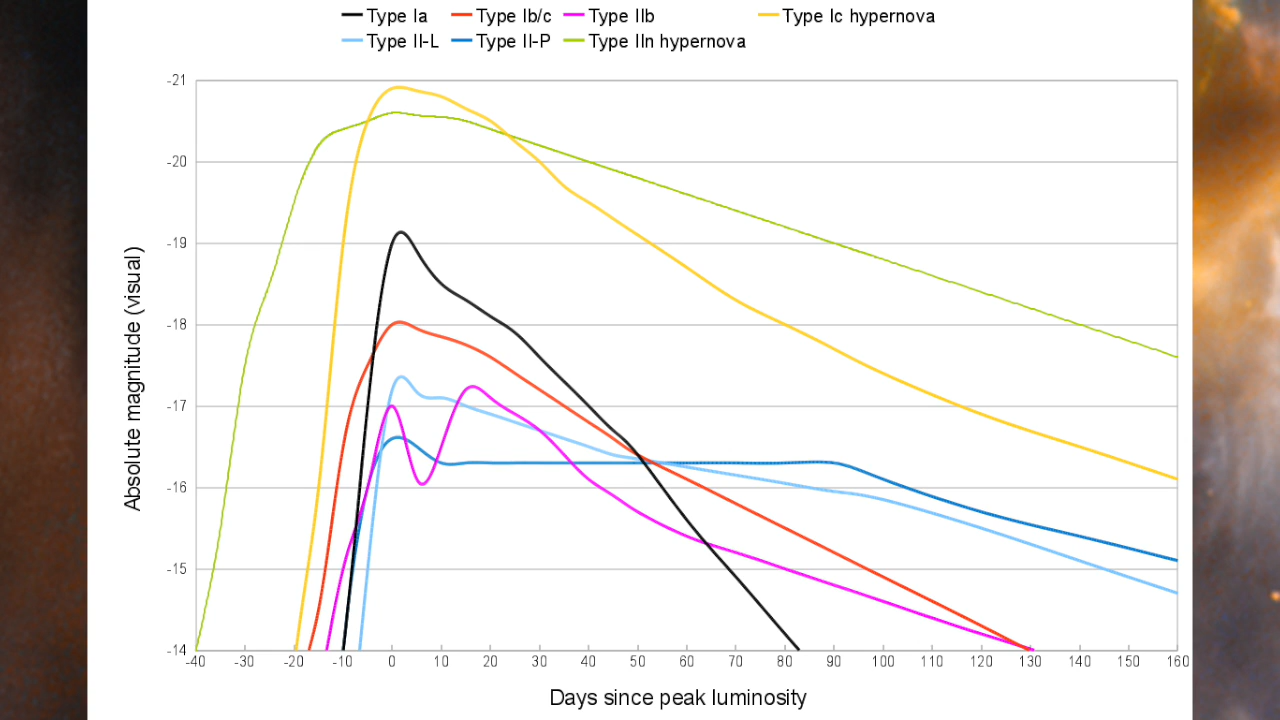 Type Ia Type Ib/c Type IIb Type Ic hypernova
Type II-L Type II-P Type IIn hypernova
-21
-20
-19
-18
-17
-16
-15
-14
Absolute magnitude (visual)
-40 -30 -20 -10 0 10 20 30 40 50 60 70 80 90 100 110 120 130 140 150 160
Days since peak luminosity